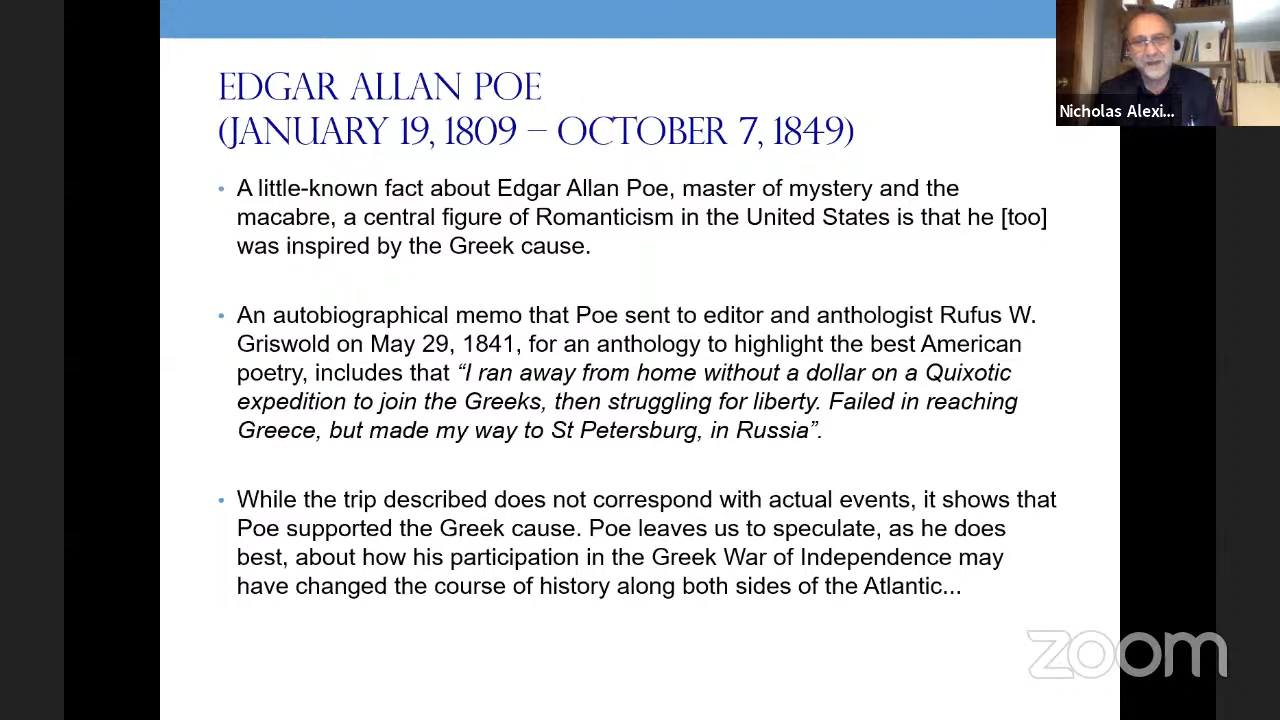 EDGAR ALLAN POE
(JANUARY 19, 1809 – OCTOBER 7, 1849)
• A little-known fact about Edgar Allan Poe, master of mystery and the
macabre, a central figure of Romanticism in the United States is that he [too]
was inspired by the Greek cause.
• An autobiographical memo that Poe sent to editor and anthologist Rufus W.
Griswold on May 29, 1841, for an anthology to highlight the best American
poetry, includes that “I ran away from home without a dollar on a Quixotic
expedition to join the Greeks, then struggling for liberty. Failed in reaching
Greece, but made my way to St Petersburg, in Russia”.
• While the trip described does not correspond with actual events, it shows that
Poe supported the Greek cause. Poe leaves us to speculate, as he does
best, about how his participation in the Greek War of Independence may
have changed the course of history along both sides of the Atlantic...
Nicholas Alexi...
zoom